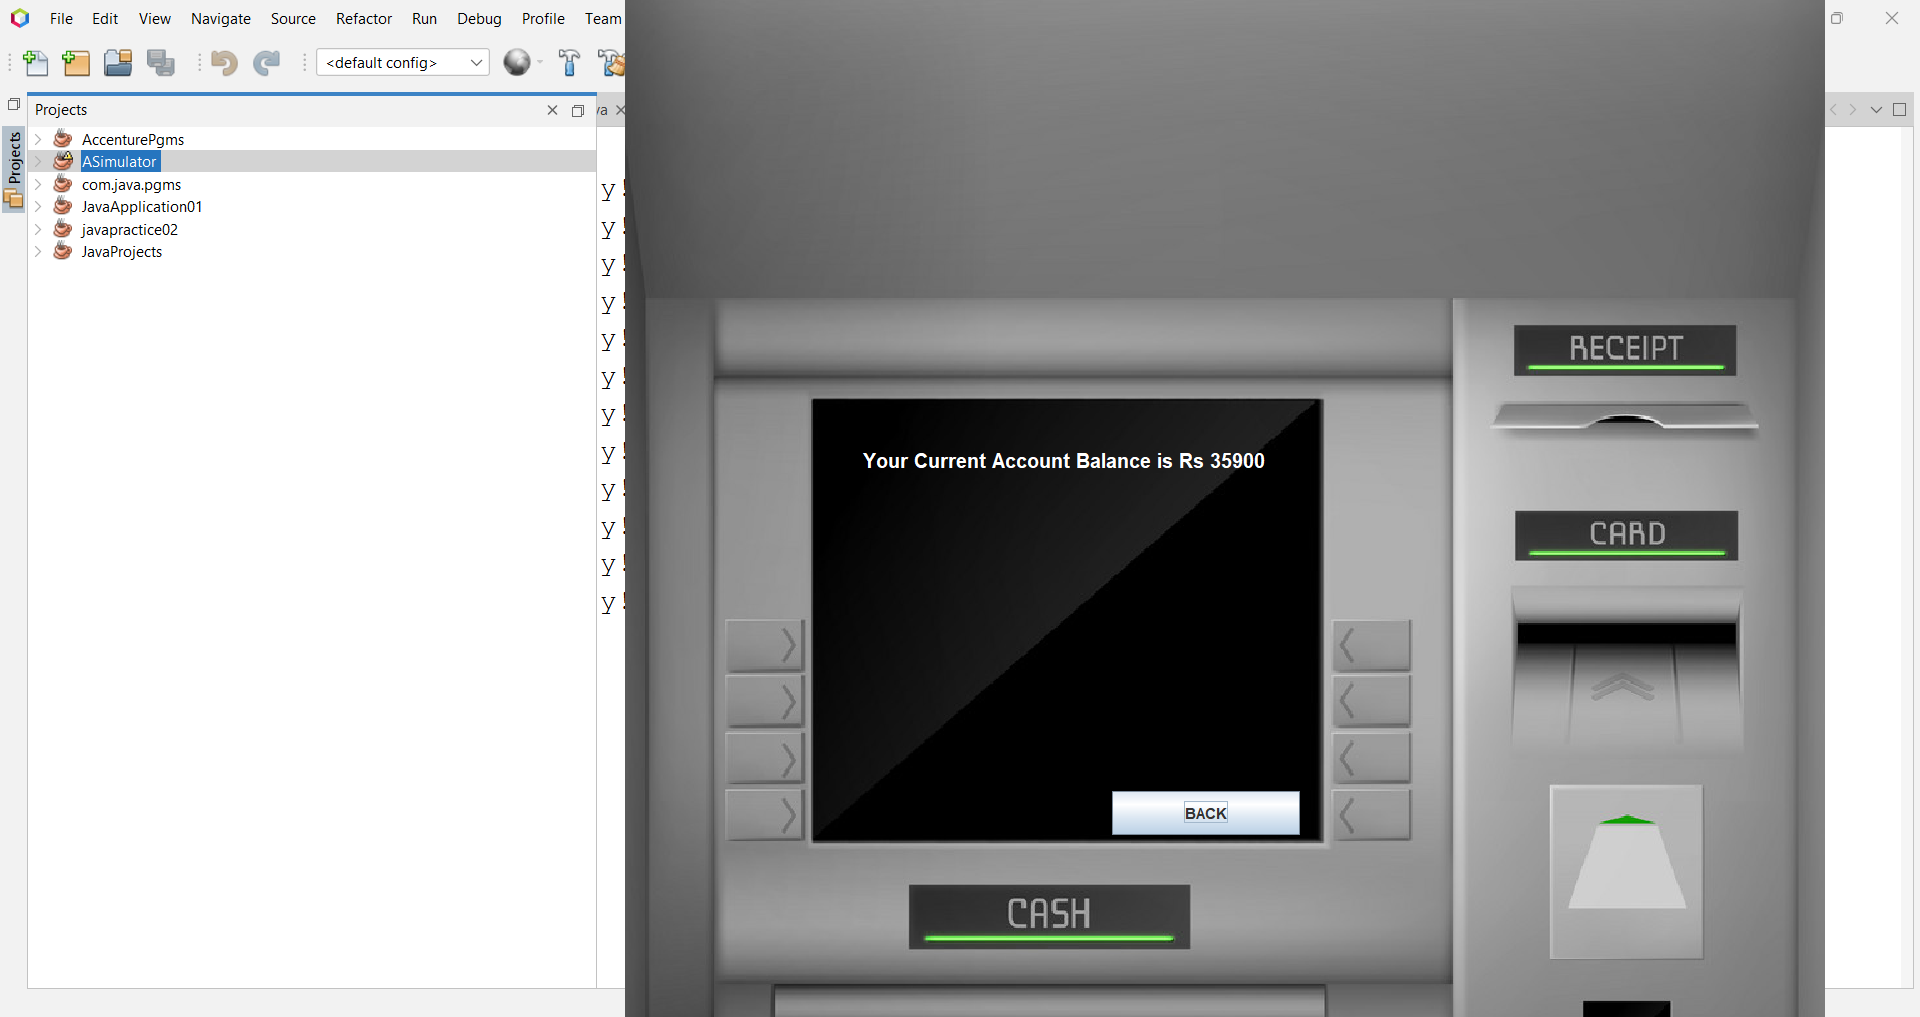 File Edit View Navigate Source Refactor Run Debug Profile Team
<default config>
Projects
va
Projects
AccenturePgms
ASimulator
com.java.pgms
JavaApplication01
javapractice02
JavaProjects
y!
y!
y!
y!
y!
y!
y!
y!
y!
y!
y!
y!
RECEIPT
Your Current Account Balance is Rs 35900
CARD
BACK
CASH